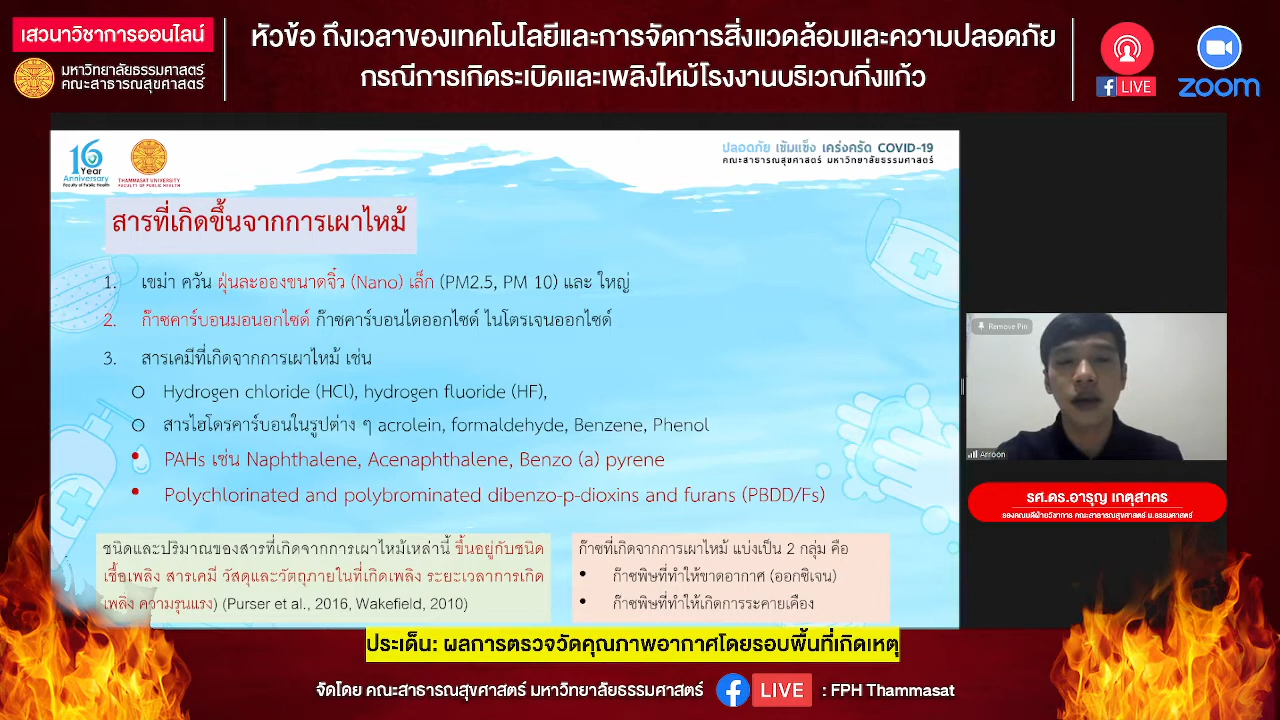 เสวนาวิชาการออนไลน์
มหาวิทยาลัยธรรมศาสตร์
คณะสาธารณสุขศาสตร์
หัวข้อ ถึงเวลาของเทคโนโลยีและการจัดการสิ่งแวดล้อมและความปลอดภัย
กรณีการเกิดระเบิดและเพลิงไหม้โรงงานบริเวณกิ่งแก้ว
f LIVE
zoom
16
Year
Anniversary
Faculty of Public Health
THAMMASAT UNIVERSITY
FACULTY OF PUBLIC HEALTH
ปลอดภัย เข้มแข็ง เคร่งครัด COVID-19
คณะสาธารณสุขศาสตร์ มหาวิทยาลัยธรรมศาสตร์
สารที่เกิดขึ้นจากการเผาไหม้
1. เขม่า ควัน ฝุ่นละอองขนาดจิ๋ว (Nano) เล็ก (PM2.5, PM 10) และ ใหญ่
2. ก๊าซคาร์บอนมอนอกไซด์ ก๊าซคาร์บอนไดออกไซด์ ไนโตรเจนออกไซด์
3. สารเคมีที่เกิดจากการเผาไหม้ เช่น
Hydrogen chloride (HCl), hydrogen fluoride (HF),
สารไฮโดรคาร์บอนในรูปต่าง ๆ acrolein, formaldehyde, Benzene, Phenol
• PAHs เช่น Naphthalene, Acenaphthalene, Benzo (a) pyrene
• Polychlorinated and polybrominated dibenzo-p-dioxins and furans (PBDD/Fs)
ชนิดและปริมาณของสารที่เกิดจากการเผาไหม้เหล่านี้ ขึ้นอยู่กับชนิด
เชื้อเพลิง สารเคมี วัสดุและวัตถุภายในที่เกิดเพลิง ระยะเวลาการเกิด
เพลิง ความรุนแรง) (Purser et al., 2016, Wakefield, 2010)
ก๊าซที่เกิดจากการเผาไหม้ แบ่งเป็น 2 กลุ่ม คือ
• ก๊าซพิษที่ทำให้ขาดอากาศ (ออกซิเจน)
• ก๊าซพิษที่ทำให้เกิดการระคายเคือง
Remove Pin
Arroon
รศ.ดร.อารุญ เกตุสาคร
รองคณบดีฝ่ายวิชาการ คณะสาธารณสุขศาสตร์ ม.ธรรมศาสตร์
ประเด็น: ผลการตรวจวัดคุณภาพอากาศโดยรอบพื้นที่เกิดเหตุ
จัดโดย คณะสาธารณสุขศาสตร์ มหาวิทยาลัยธรรมศาสตร์ f LIVE : FPH Thammasat